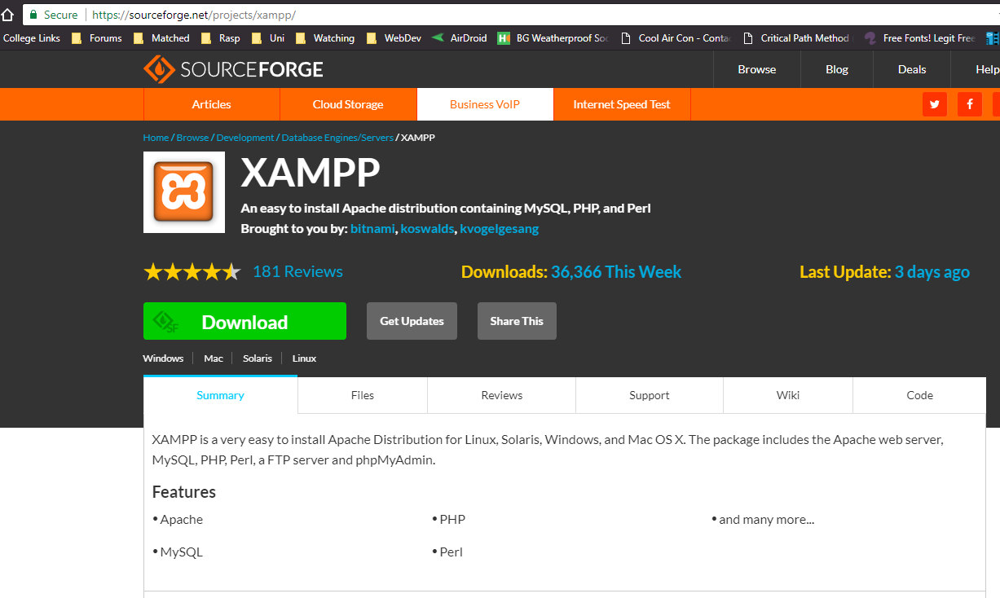 Secure https://sourceforge.net/projects/xampp/
College Links Forums Matched Rasp Uni Watching WebDev AirDroid BG Weatherproof Soc Cool Air Con - Conta Critical Path Method Free Fonts! Legit Free
SOURCEFORGE Browse Blog Deals Help
Articles Cloud Storage Business VoIP Internet Speed Test
Home / Browse / Development / Database Engines/Servers / XAMPP
XAMPP
An easy to install Apache distribution containing MySQL, PHP, and Perl
Brought to you by: bitnami, koswalds, kvogelgesang
181 Reviews Downloads: 36,366 This Week Last Update: 3 days ago
SF Download Get Updates Share This
Windows Mac Solaris Linux
Summary Files Reviews Support Wiki Code
XAMPP is a very easy to install Apache Distribution for Linux, Solaris, Windows, and Mac OS X. The package includes the Apache web server,
MySQL, PHP, Perl, a FTP server and phpMyAdmin.
Features
• Apache • PHP • and many more...
• MySQL • Perl